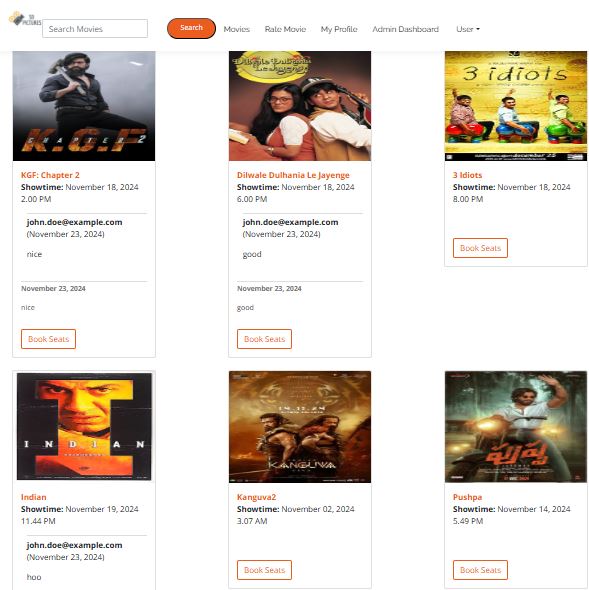 SD
PICTURES
Search Movies
Search
Movies
Rate Movie
My Profile
Admin Dashboard
User
K.G.F
CHAPTER 2
KGF: Chapter 2
Showtime: November 18, 2024
2.00 PM
john.doe@example.com
(November 23, 2024)
nice
November 23, 2024
nice
Book Seats
Dilwale Dulhania
Le Jayenge
Dilwale Dulhania Le Jayenge
Showtime: November 18, 2024
6.00 PM
john.doe@example.com
(November 23, 2024)
good
November 23, 2024
good
Book Seats
3 idiots
3 Idiots
Showtime: November 18, 2024
8.00 PM
Book Seats
INDIAN
Indian
Showtime: November 19, 2024
11.44 PM
john.doe@example.com
(November 23, 2024)
hoo
KANGUVA
Kanguva2
Showtime: November 02, 2024
3.07 AM
Book Seats
పుష్ప
Pushpa
Showtime: November 14, 2024
5.49 PM
Book Seats